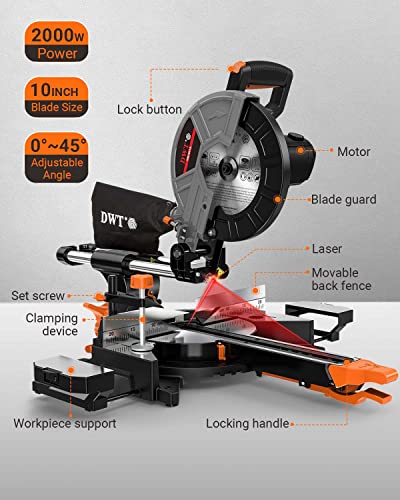 2000W
Power
10INCH
Blade Size
0°~45°
Adjustable
Angle
Lock button
Motor
Blade guard
DWT
DWT
Laser
Movable
back fence
Set screw
Clamping
device
Workpiece support
Locking handle